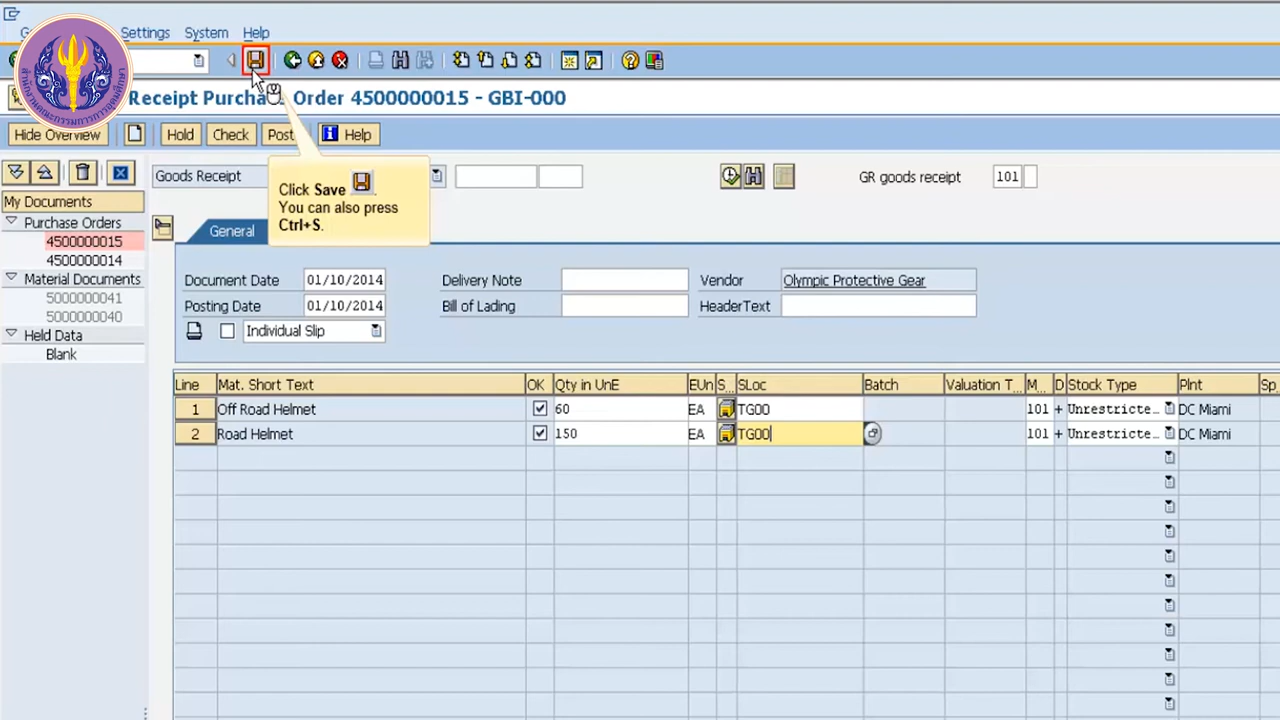 Settings System Help
Receipt Purcha Order 4500000015 - GBI-000
Hide Overview Hold Check Post Help
Goods Receipt GR goods receipt 101
Click Save .
You can also press
Ctrl+S.
My Documents
Purchase Orders
4500000015
4500000014
Material Documents
5000000041
5000000040
Held Data
Blank
General
Document Date 01/10/2014 Delivery Note Vendor Olympic Protective Gear
Posting Date 01/10/2014 Bill of Lading HeaderText
Individual Slip
Line Mat. Short Text OK Qty in UnE EUn S... SLoc Batch Valuation T... M... D Stock Type Plnt Sp
1 Off Road Helmet 60 EA TG00 101 + Unrestricte... DC Miami
2 Road Helmet 150 EA TG00 101 + Unrestricte... DC Miami